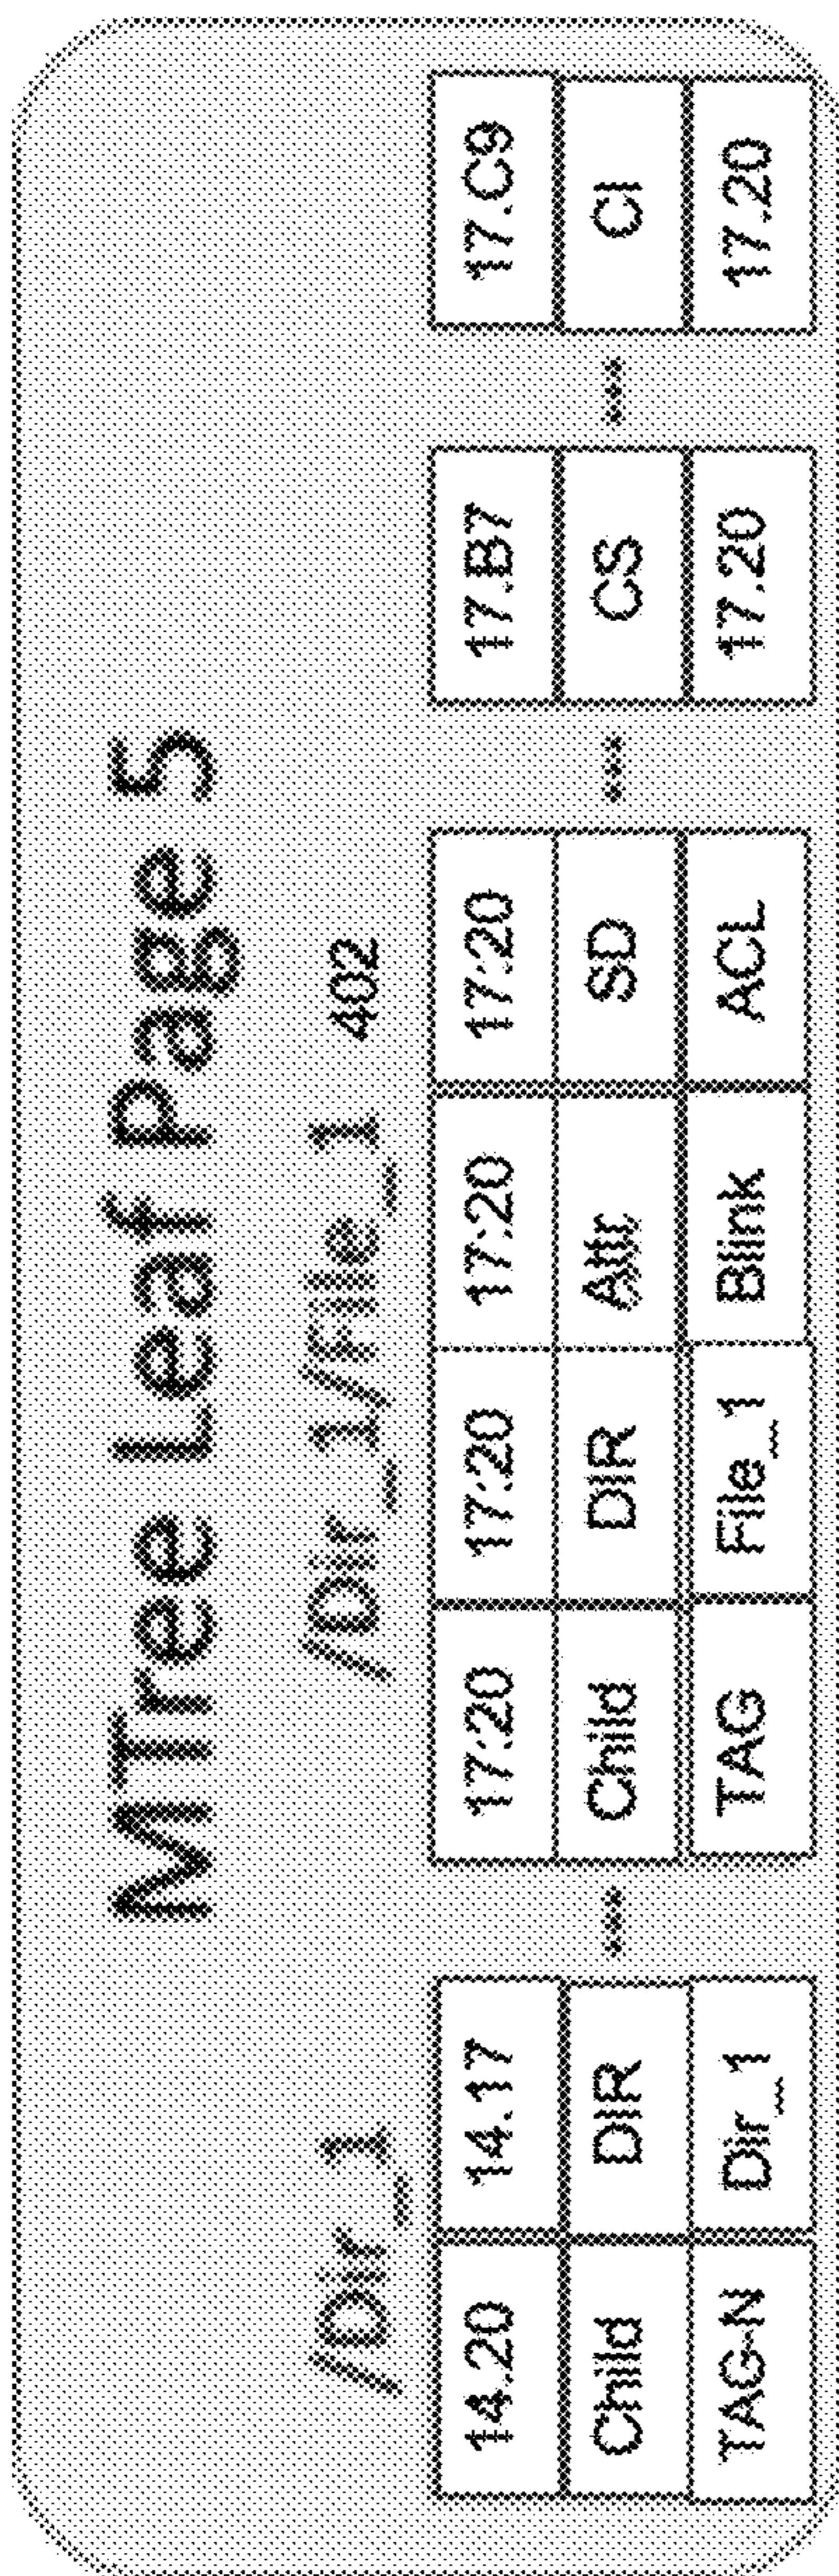 MTree Leaf Page 5
/Dir_1 /Dir_1/File_1 402
14.20 14.17 17:20 17:20 17:20 17:20 17.B7 17.C9
Child DIR --- Child DIR Attr SD --- CS --- CI
TAG-N Dir_1 TAG File_1 Blink ACL 17.20 17.20